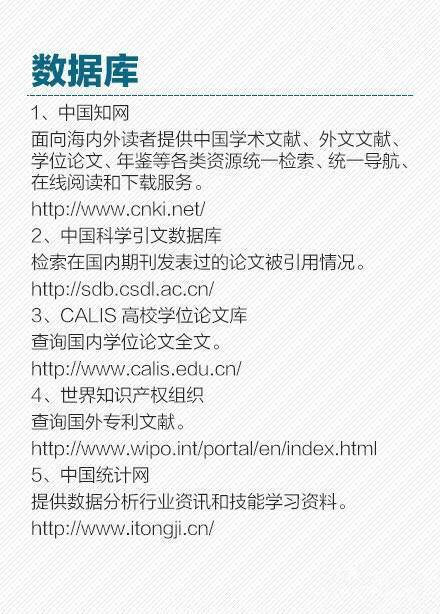 数据库
1、中国知网
面向海内外读者提供中国学术文献、外文文献、
学位论文、年鉴等各类资源统一检索、统一导航、
在线阅读和下载服务。
http://www.cnki.net/
2、中国科学引文数据库
检索在国内期刊发表过的论文被引用情况。
http://sdb.csdl.ac.cn/
3、CALIS 高校学位论文库
查询国内学位论文全文。
http://www.calis.edu.cn/
4、世界知识产权组织
查询国外专利文献。
http://www.wipo.int/portal/en/index.html
5、中国统计网
提供数据分析行业资讯和技能学习资料。
http://www.itongji.cn/